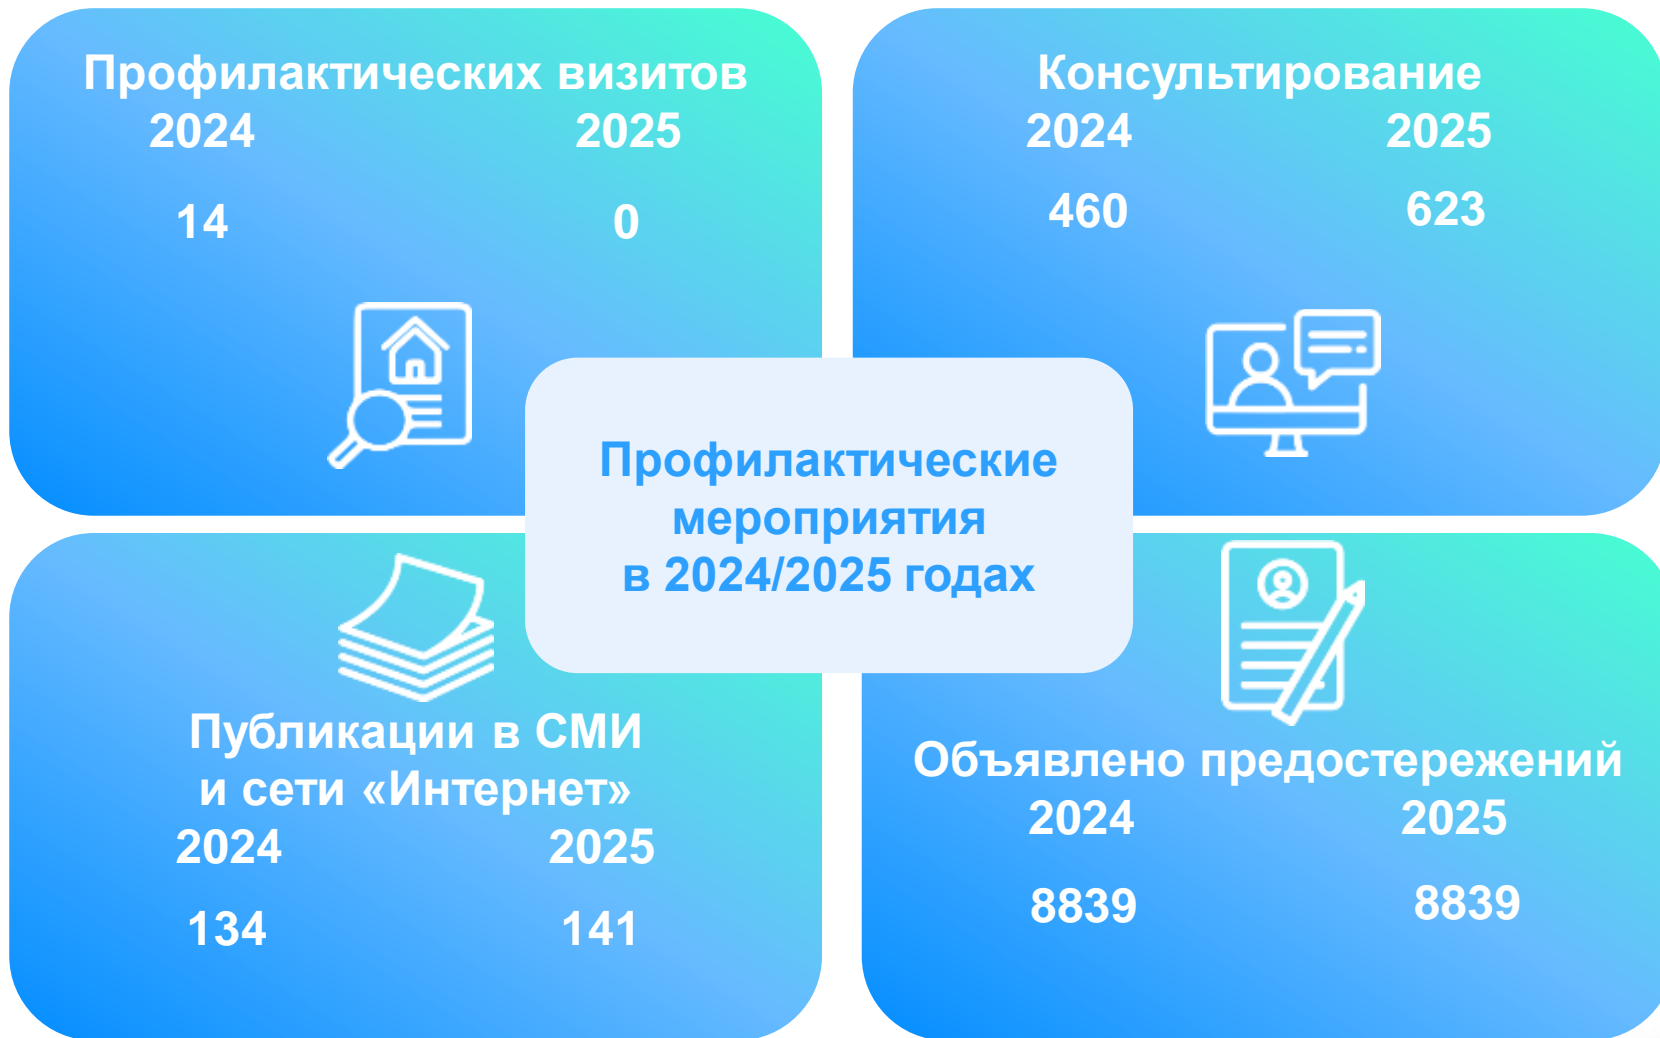 Профилактических визитов
2024 2025
14 0
Консультирование
2024 2025
460 623
Профилактические
мероприятия
в 2024/2025 годах
Публикации в СМИ
и сети «Интернет»
2024 2025
134 141
Объявлено предостережений
2024 2025
8839 8839